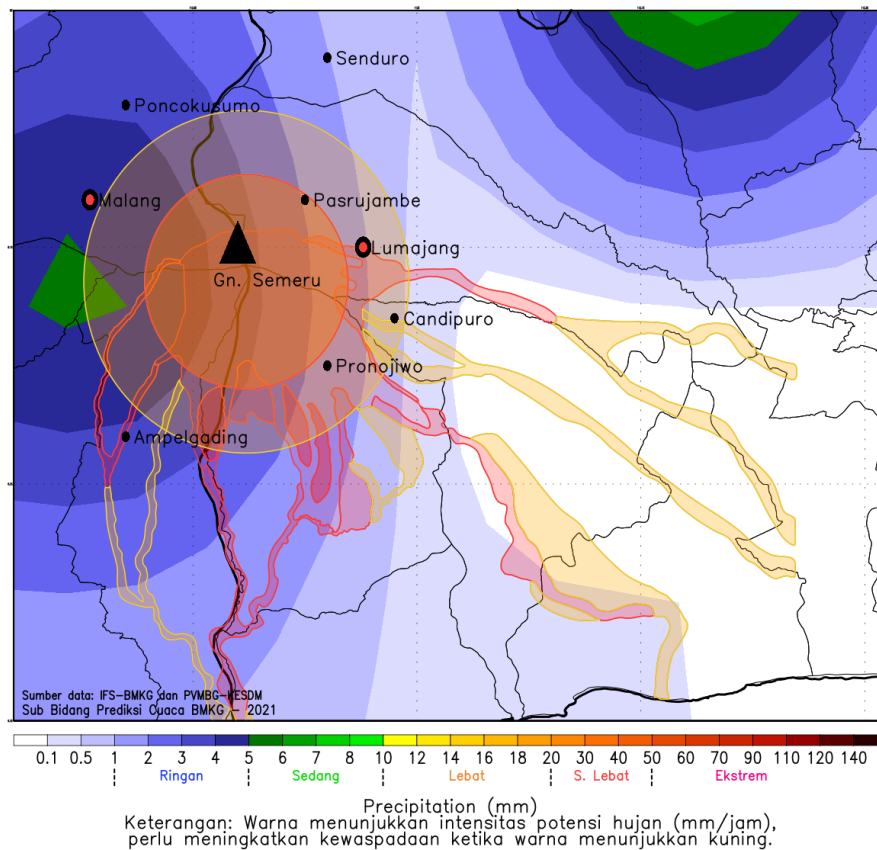 Senduro
Poncokusumo
Malang
Pasrujambe
Lumajang
Gn. Semeru
Candipuro
Pronojiwo
Ampelgading
Sumber data: IFS-BMKG dan PVMBG-KESDM
Sub Bidang Prediksi Cuaca BMKG - 2021
0.1 0.5 1 2 3 4 5 6 7 8 10 12 14 16 18 20 30 40 50 60 70 90 110 120 140
Ringan Sedang Lebat S. Lebat Ekstrem
Precipitation (mm)
Keterangan: Warna menunjukkan intensitas potensi hujan (mm/jam),
perlu meningkatkan kewaspadaan ketika warna menunjukkan kuning.